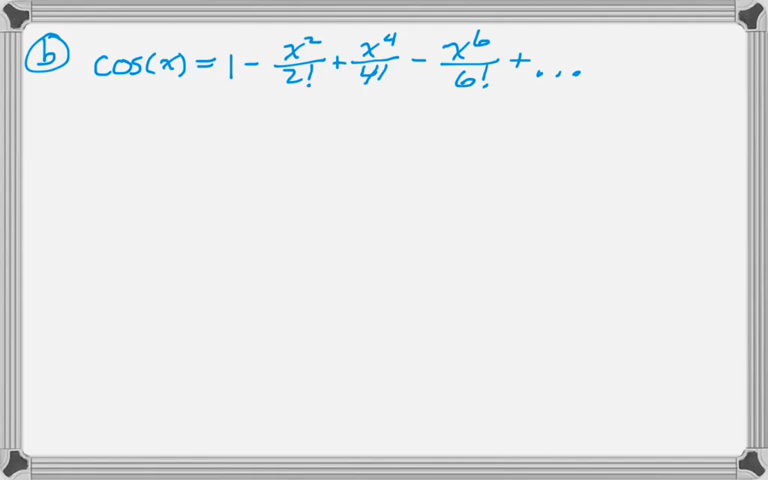 ⓑ cos(x) = 1 - x²/2! + x⁴/4! - x⁶/6! + ...